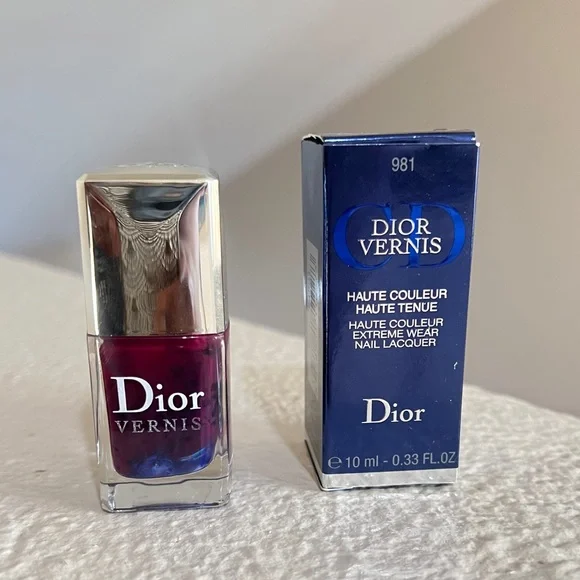 Dior
VERNIS
981
CD
DIOR
VERNIS
HAUTE COULEUR
HAUTE TENUE
HAUTE COULEUR
EXTREME WEAR
NAIL LACQUER
Dior
℮ 10 ml - 0.33 FL.OZ